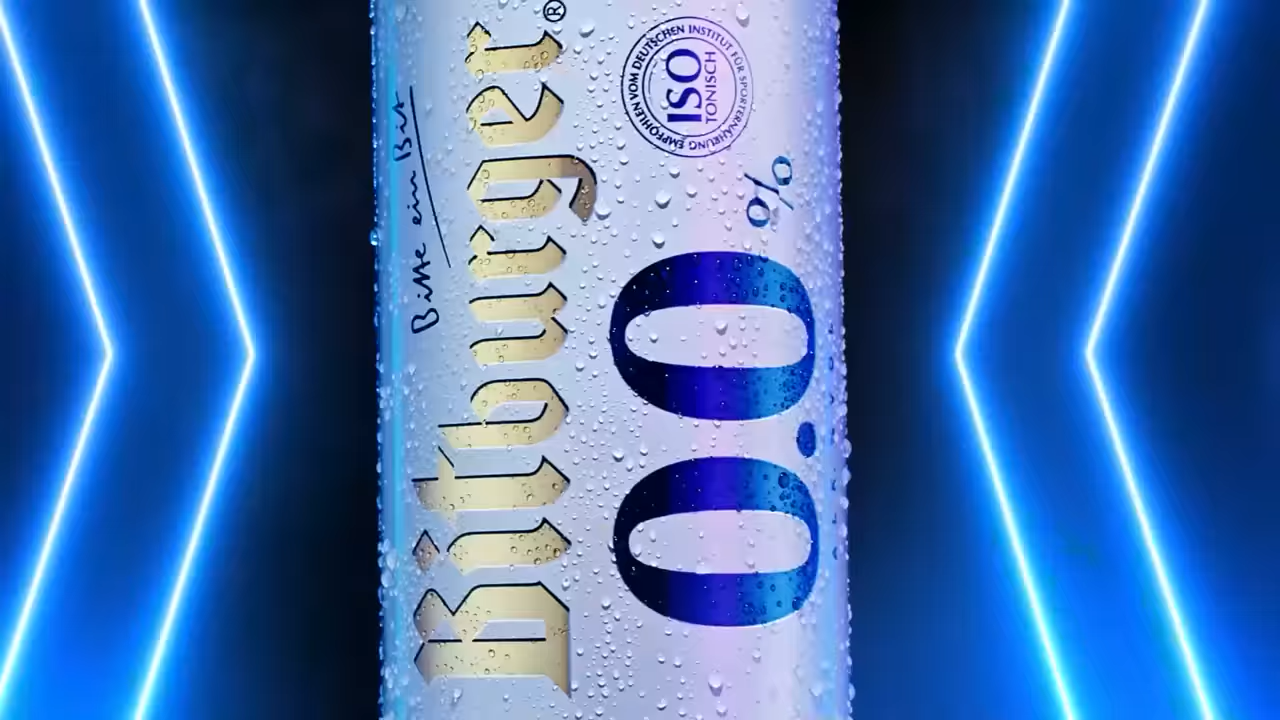 Bitte ein Bit
Bitburger®
0.0%
EMPFOHLEN VOM DEUTSCHEN INSTITUT FÜR SPORTERNÄHRUNG
ISO
TONISCH